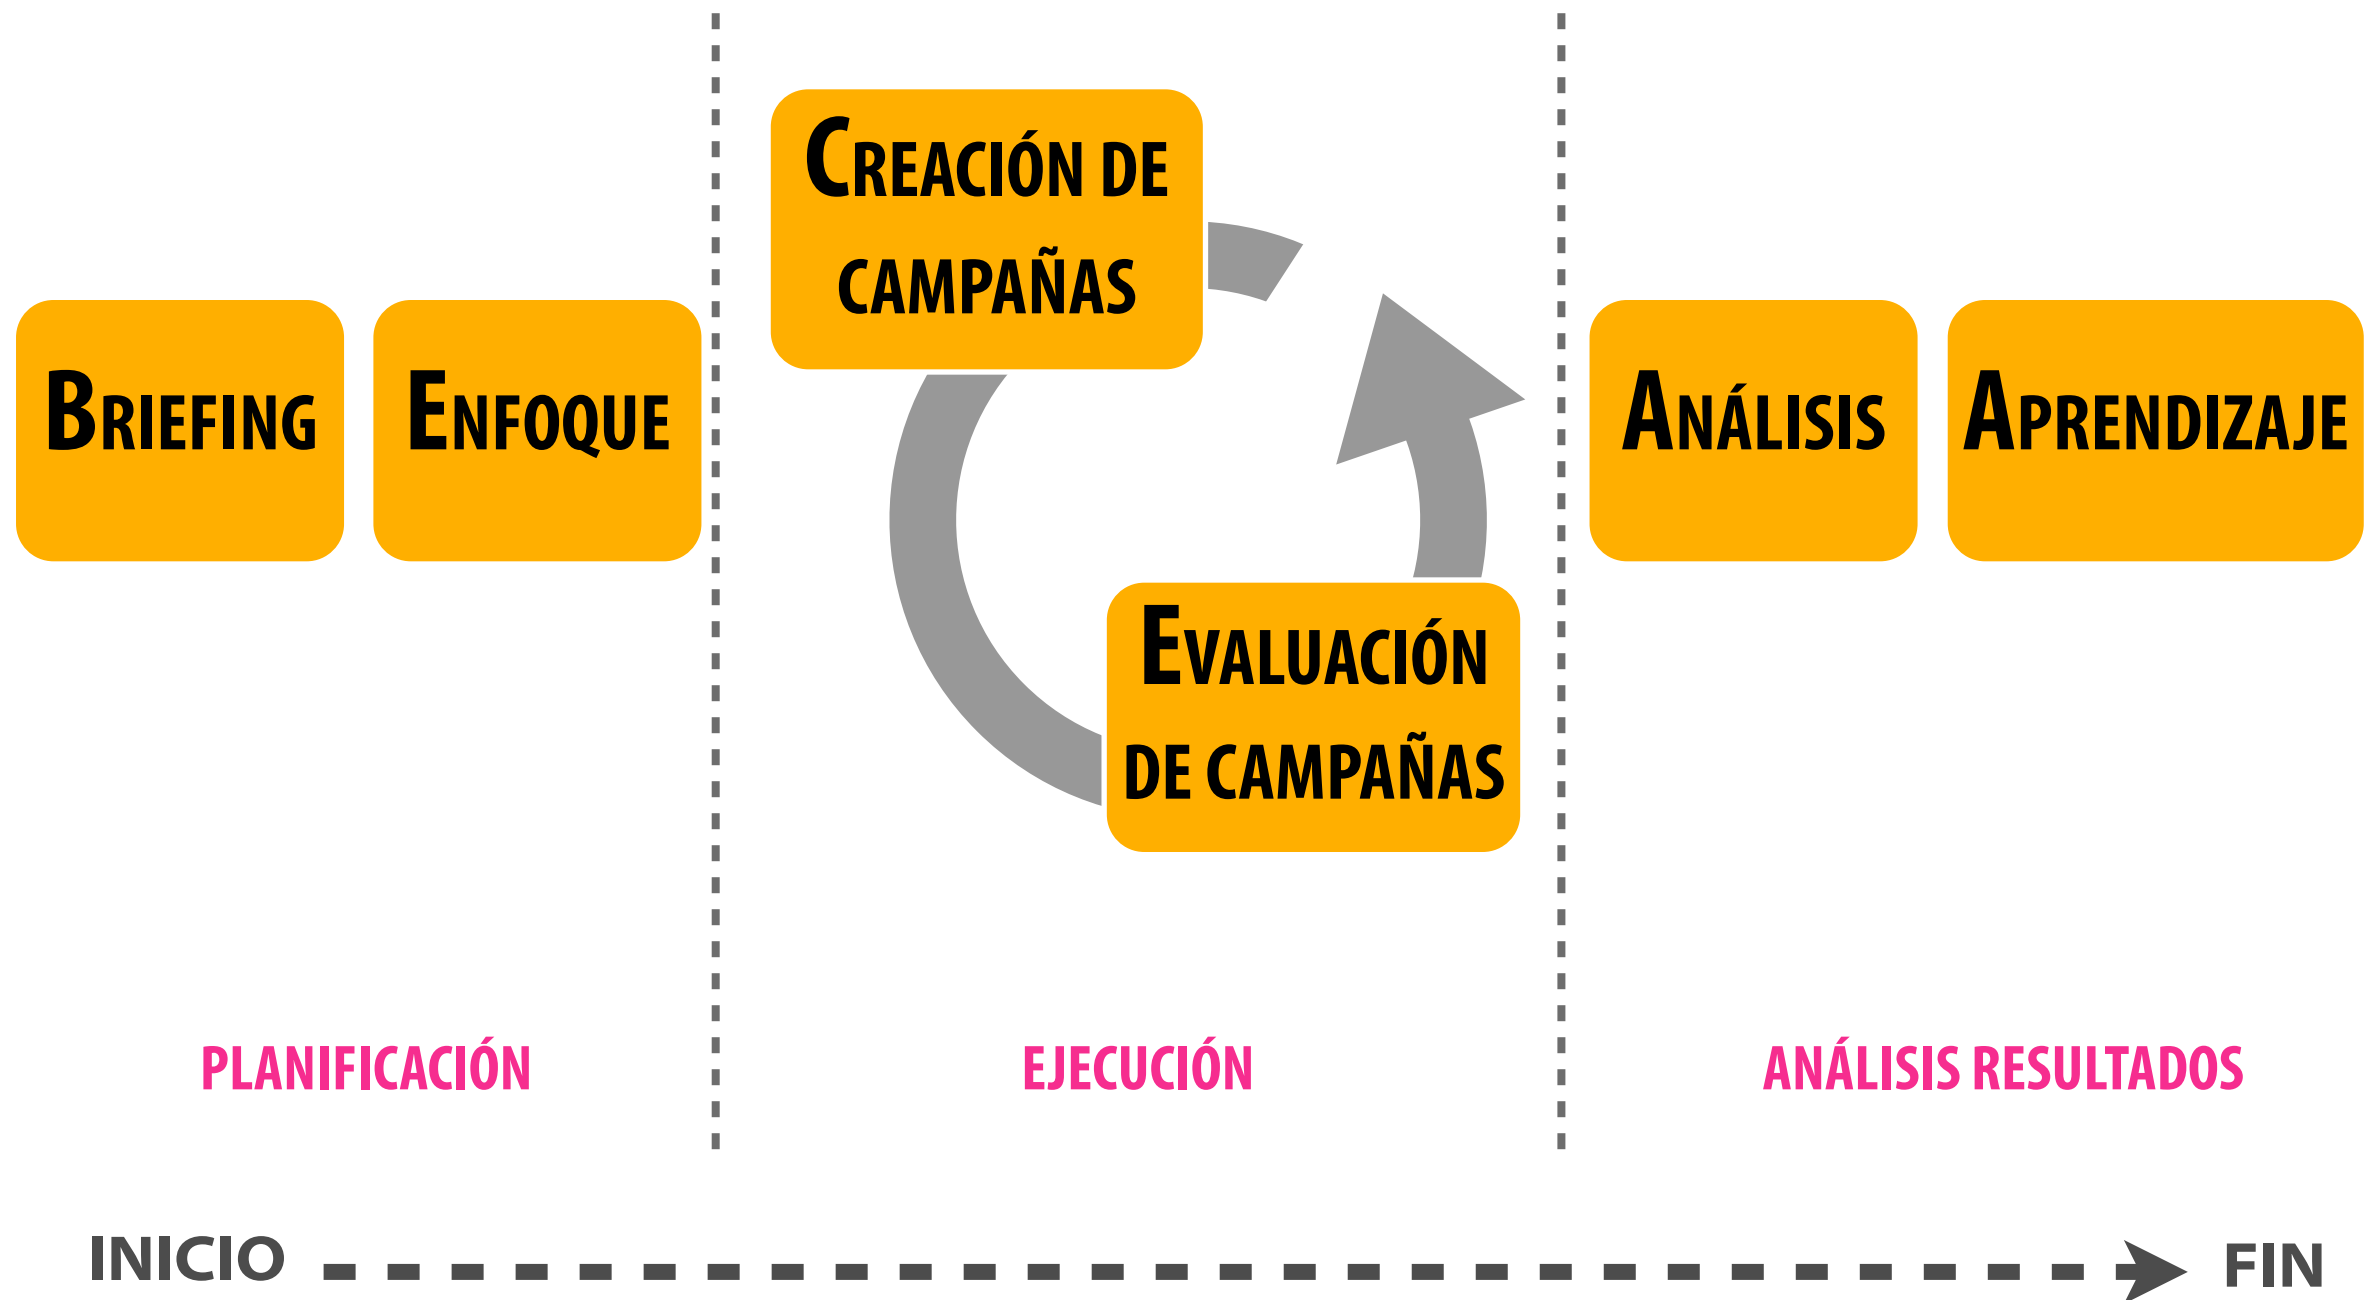 Creación de
campañas
Briefing
Enfoque
Análisis
Aprendizaje
Evaluación
de campañas
PLANIFICACIÓN
EJECUCIÓN
ANÁLISIS RESULTADOS
INICIO
FIN